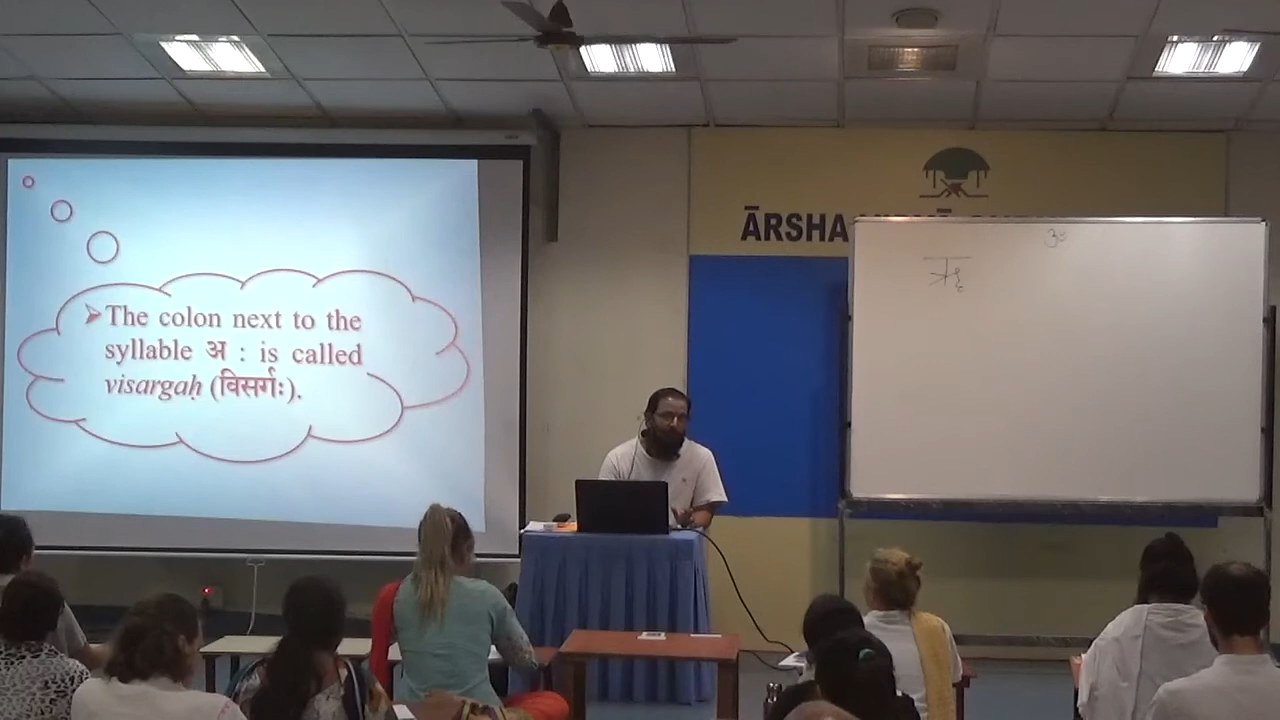 The colon next to the
syllable अ : is called
visargaḥ (विसर्गः).
ĀRSHA
ॐ
ॠ